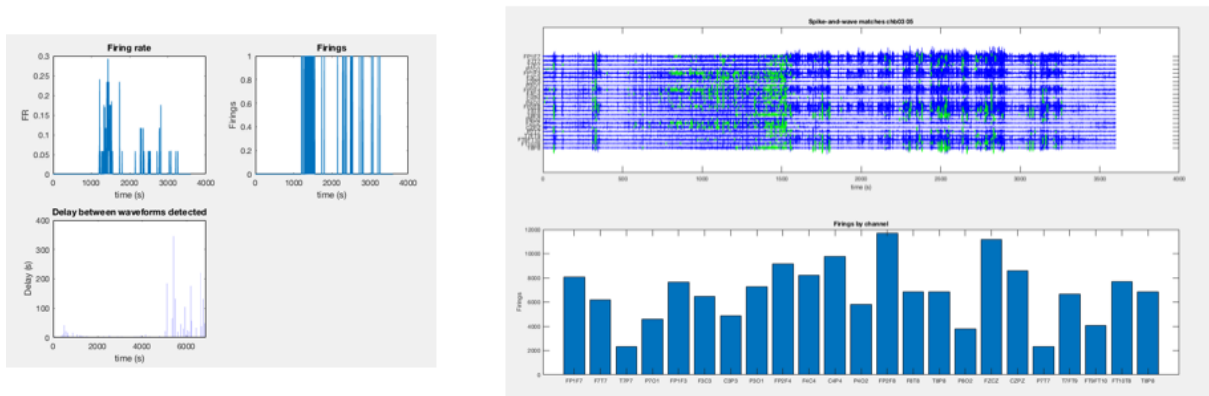 Firing rate
0.3
0.25
0.2
0.15
0.1
0.05
0
FR
0 1000 2000 3000 4000
time (s)
Firings
1
0.8
0.6
0.4
0.2
0
Firings
0 1000 2000 3000 4000
time (s)
Delay between waveforms detected
400
300
200
100
0
Delay (s)
0 2000 4000 6000
time (s)
Spike-and-wave matches chb03 05
FP1F7
0 500 1000 1500 2000 2500 3000 3500 4000
time (s)
Firings by channel
12000
10000
8000
6000
4000
2000
0
Firings
FP1F7 F7T7 T7P7 P7O1 FP1F3 F3C3 C3P3 P3O1 FP2F4 F4C4 C4P4 P4O2 FP2F8 F8T8 T8P8 P8O2 FZCZ CZPZ P7T7 T7FT9 FT9FT10 FT10T8 T8P8